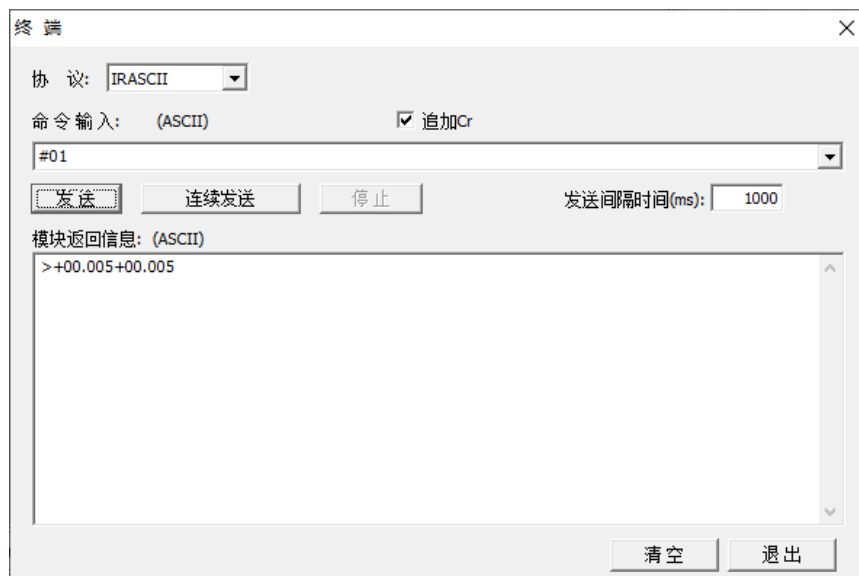 终 端
协 议: IRASCII
命令输入: (ASCII) 追加Cr
#01
发送 连续发送 停止 发送间隔时间(ms): 1000
模块返回信息: (ASCII)
>+00.005+00.005
清空 退出